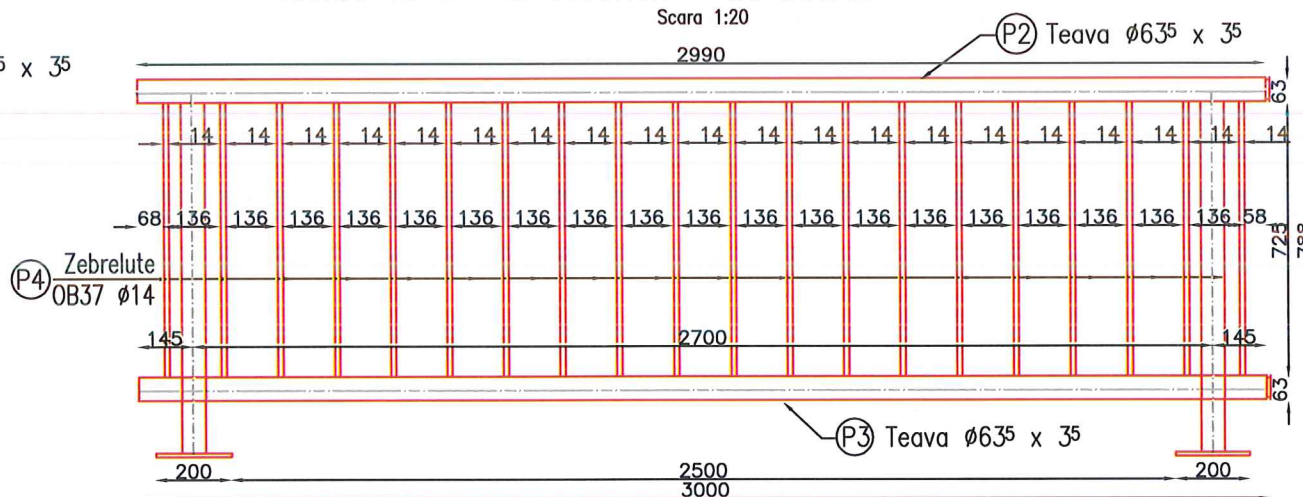 Scara 1:20
P2 Teava Ø63⁵ x 3⁵
⁵ x 3⁵
2990
63
14 14 14 14 14 14 14 14 14 14 14 14 14 14 14 14 14 14 14 14
68 136 136 136 136 136 136 136 136 136 136 136 136 136 136 136 136 136 136 136 58
725
788
P4 Zebrelute
OB37 Ø14
145 2700 145
63
P3 Teava Ø63⁵ x 3⁵
200 2500 200
3000